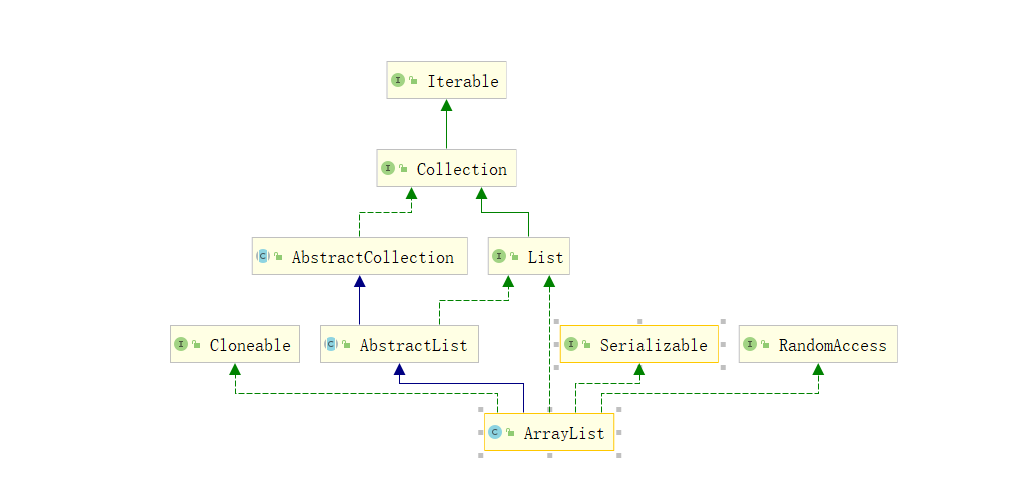 I Iterable
I Collection
C AbstractCollection
I List
I Cloneable
C AbstractList
I Serializable
I RandomAccess
C ArrayList